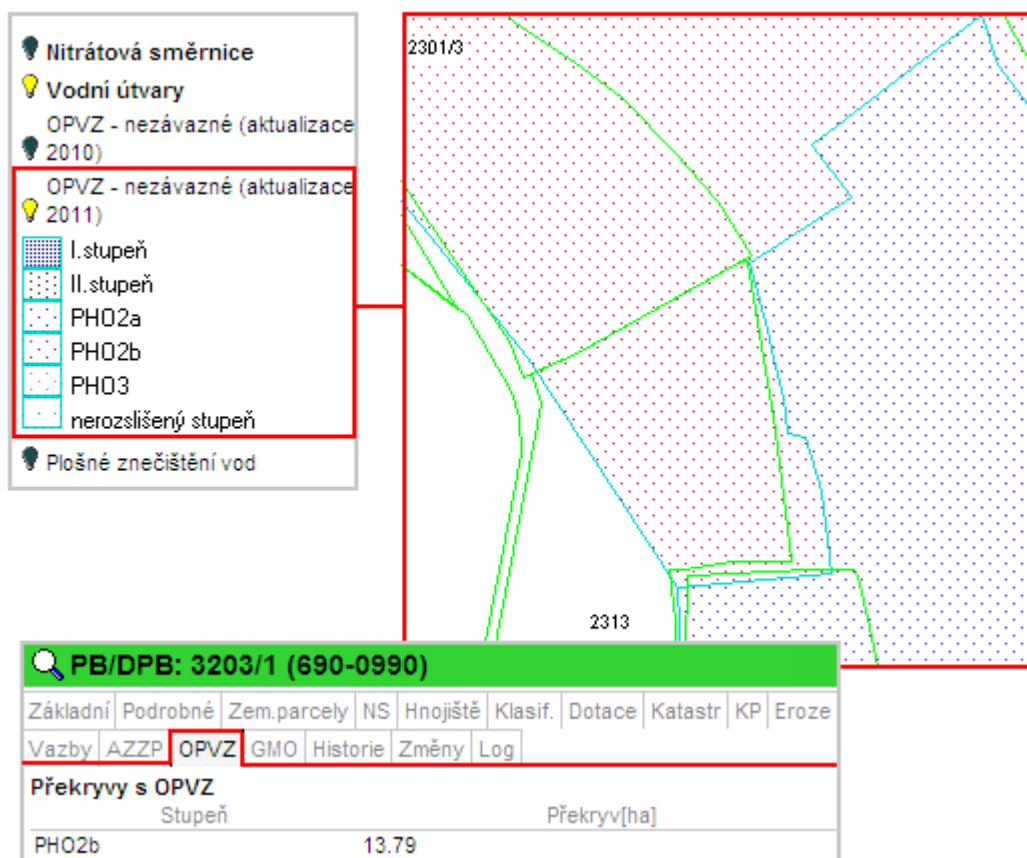 Nitrátová směrnice
Vodní útvary
OPVZ - nezávazné (aktualizace
2010)
OPVZ - nezávazné (aktualizace
2011)
I.stupeň
II.stupeň
PHO2a
PHO2b
PHO3
nerozslišený stupeň
Plošné znečištění vod
2301/3
2313
PB/DPB: 3203/1 (690-0990)
Základní Podrobné Zem.parcely NS Hnojiště Klasif. Dotace Katastr KP Eroze
Vazby AZZP OPVZ GMO Historie Změny Log
Překryvy s OPVZ
Stupeň Překryv[ha]
PHO2b 13.79